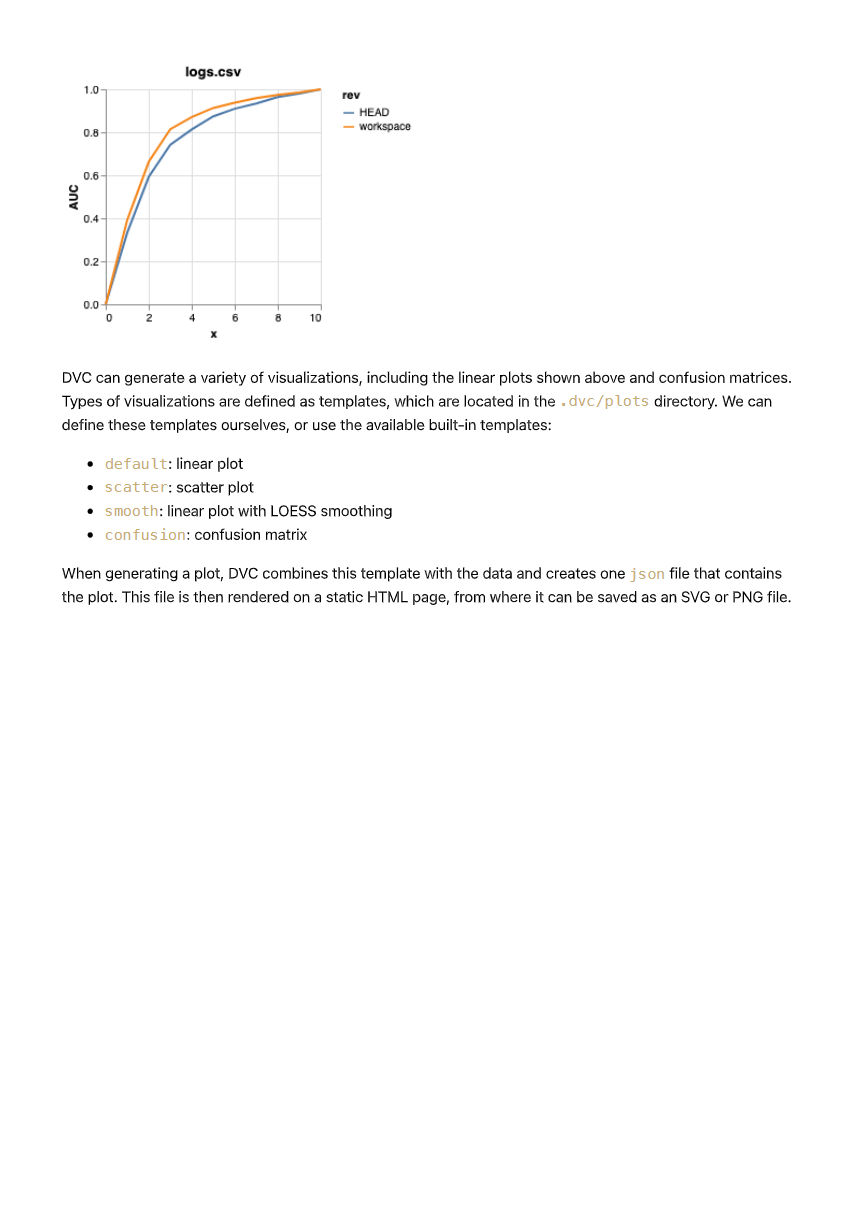 logs.csv
rev
HEAD
workspace
1.0
0.8
0.6
0.4
0.2
0.0
AUC
0 2 4 6 8 10
x
DVC can generate a variety of visualizations, including the linear plots shown above and confusion matrices.
Types of visualizations are defined as templates, which are located in the .dvc/plots directory. We can
define these templates ourselves, or use the available built-in templates:
• default: linear plot
• scatter: scatter plot
• smooth: linear plot with LOESS smoothing
• confusion: confusion matrix
When generating a plot, DVC combines this template with the data and creates one json file that contains
the plot. This file is then rendered on a static HTML page, from where it can be saved as an SVG or PNG file.